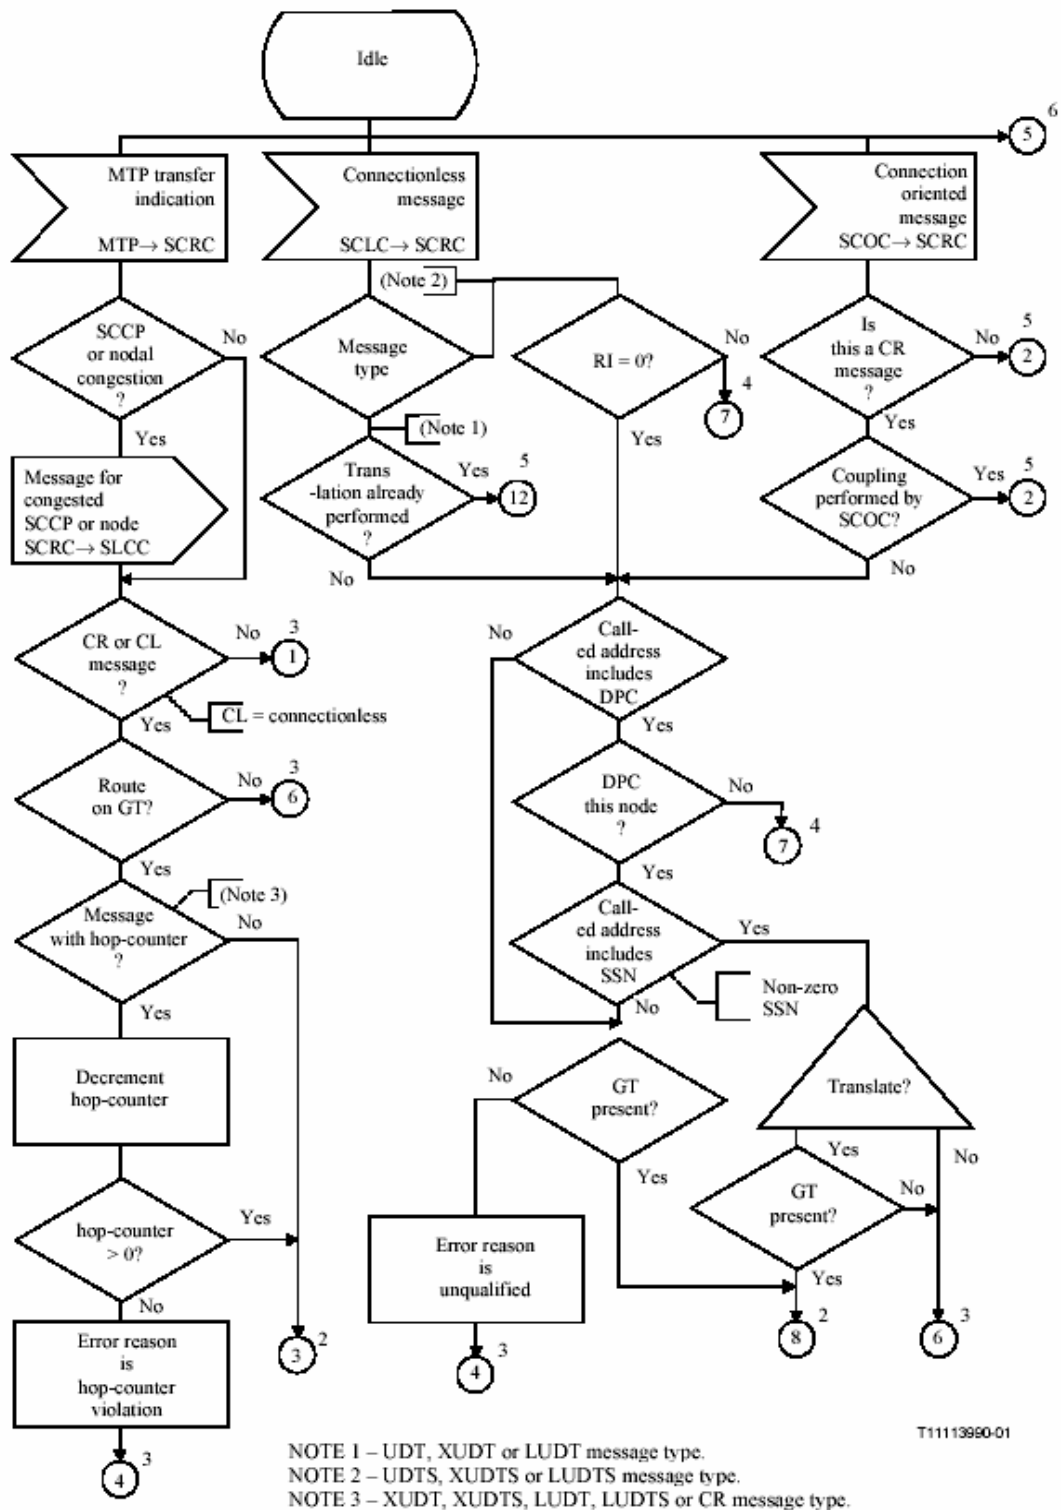 Idle
6
5
MTP transfer
indication
MTP→ SCRC
Connectionless
message
SCLC→ SCRC
Connection
oriented
message
SCOC→ SCRC
(Note 2)
SCCP
or nodal
congestion
?
No
Yes
Message
type
RI = 0?
No
4
7
Yes
Is
this a CR
message
?
No
5
2
Yes
(Note 1)
Message for
congested
SCCP or node
SCRC→ SLCC
Trans
-lation already
performed
?
Yes
5
12
No
Coupling
performed by
SCOC?
Yes
5
2
No
CR or CL
message
?
No
3
1
CL = connectionless
Yes
No
Call-
ed address
includes
DPC
Yes
Route
on GT?
No
3
6
Yes
DPC
this node
?
No
4
7
Yes
(Note 3)
Message
with hop-counter
?
No
Yes
Call-
ed address
includes
SSN
Yes
No
Non-zero
SSN
Decrement
hop-counter
No
GT
present?
Yes
Translate?
Yes
No
GT
present?
No
Yes
hop-counter
> 0?
Yes
No
Error reason
is
unqualified
2
8
3
6
2
3
3
4
Error reason
is
hop-counter
violation
3
4
T11113990-01
NOTE 1 – UDT, XUDT or LUDT message type.
NOTE 2 – UDTS, XUDTS or LUDTS message type.
NOTE 3 – XUDT, XUDTS, LUDT, LUDTS or CR message type.